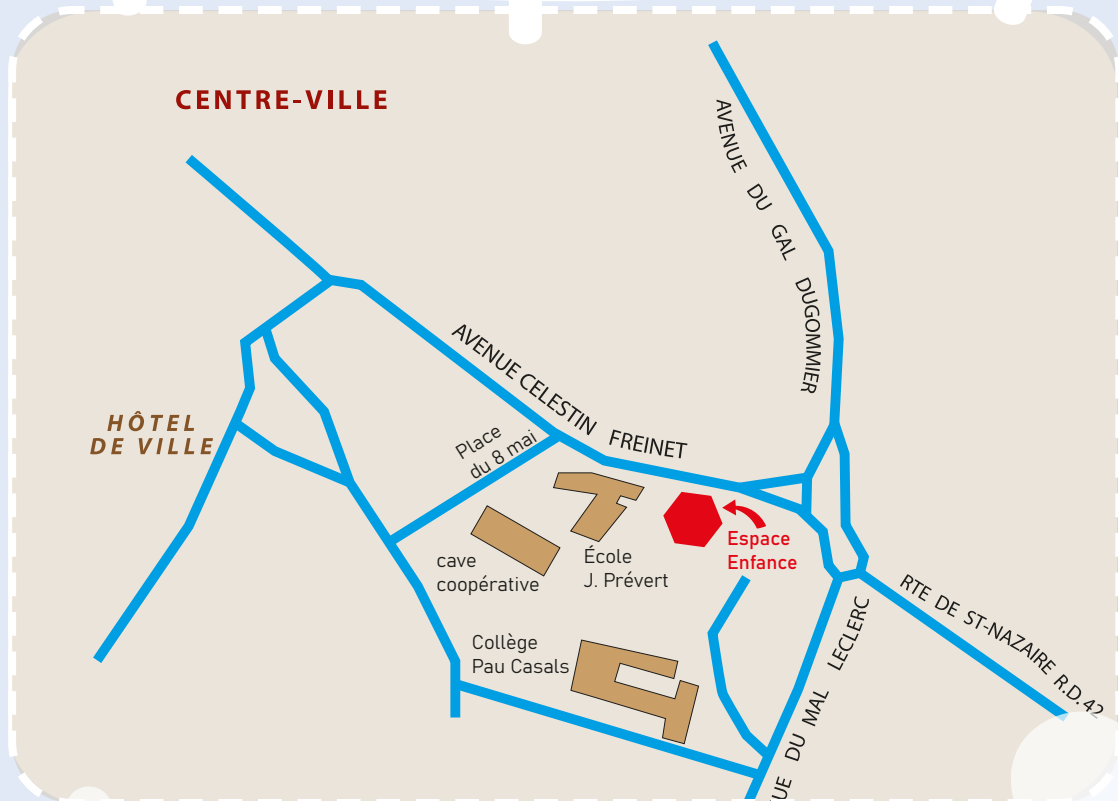 CENTRE-VILLE
AVENUE DU GAL DUGOMMIER
AVENUE CELESTIN FREINET
HÔTEL
DE VILLE
Place
du 8 mai
Espace
Enfance
École
J. Prévert
cave
coopérative
RTE DE ST-NAZAIRE R.D.42
Collège
Pau Casals
UE DU MAL LECLERC